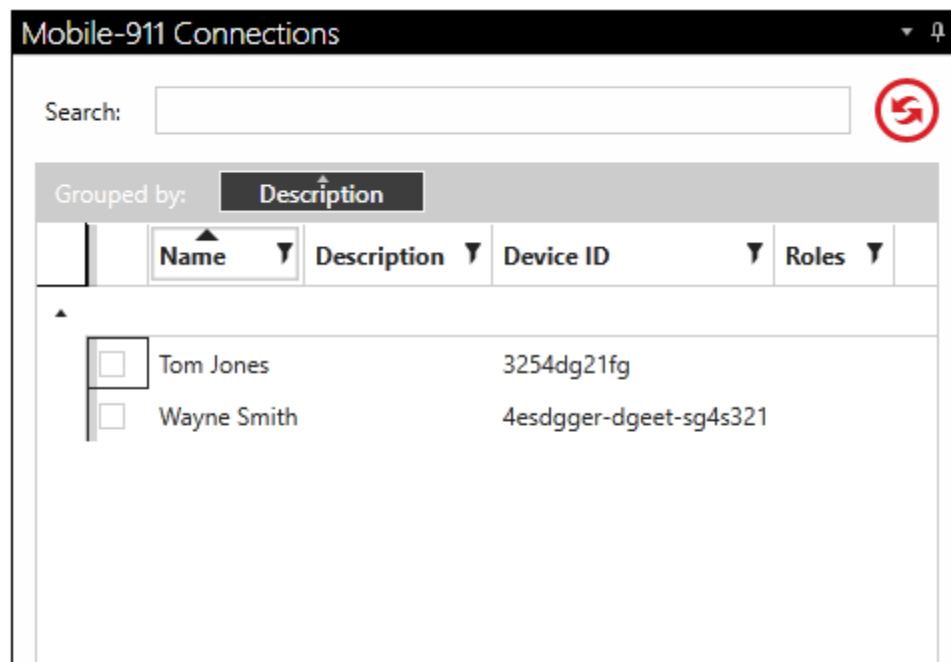 Mobile-911 Connections
Search:
Grouped by: Description
Name Description Device ID Roles
Tom Jones 3254dg21fg
Wayne Smith 4esdgger-dgeet-sg4s321